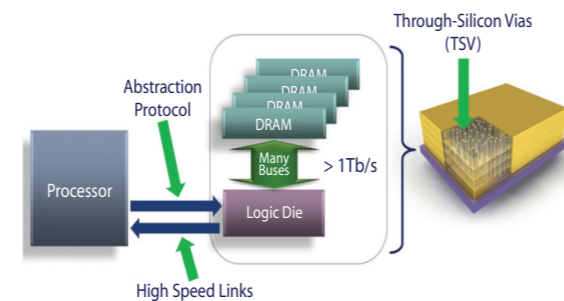 Through-Silicon Vias
(TSV)
Abstraction
Protocol
DRAM
DRAM
DRAM
DRAM
Many
Buses
> 1Tb/s
Processor
Logic Die
High Speed Links